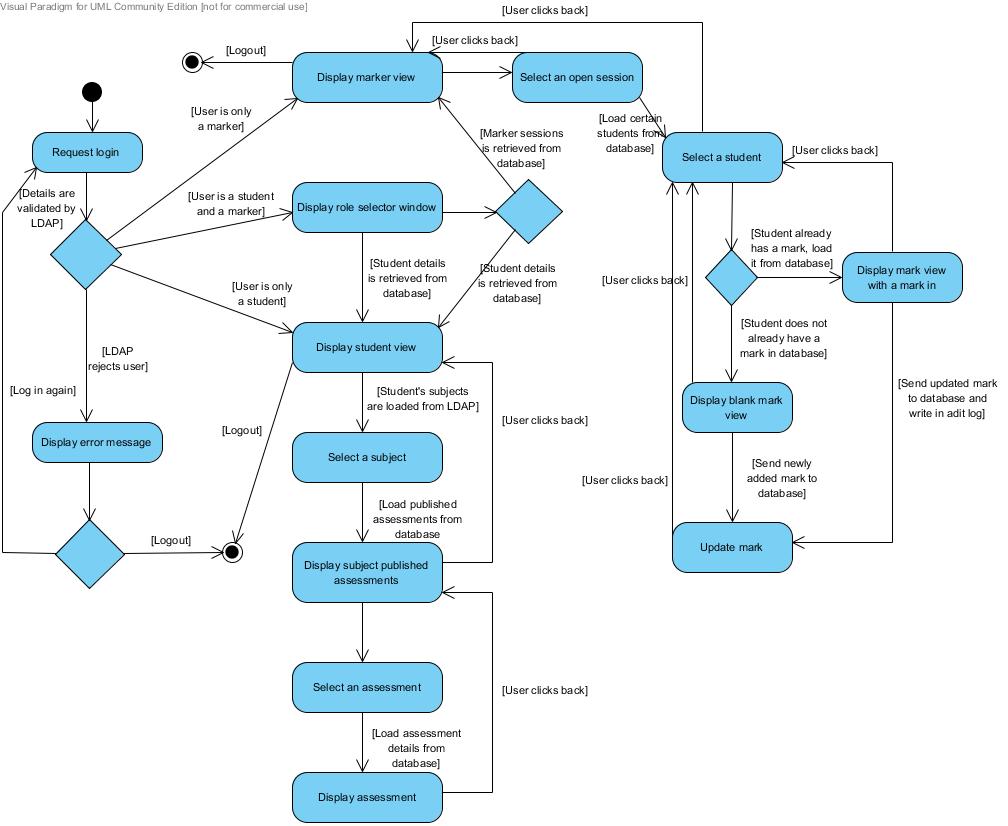 Visual Paradigm for UML Community Edition [not for commercial use]
[User clicks back]
[User clicks back]
[Logout]
Display marker view
Select an open session
[User is only
a marker]
[Load certain
students from
database]
Request login
[Marker sessions
is retrieved from
database]
Select a student
[User clicks back]
[Details are
validated by
LDAP]
[User is a student
and a marker]
Display role selector window
[Student already
has a mark, load
it from database]
[Student details
is retrieved from
database]
[Student details
is retrieved from
database]
[User clicks back]
Display mark view
with a mark in
[User is only
a student]
[Student does not
already have a
mark in database]
Display student view
[LDAP
rejects user]
[Log in again]
[Student's subjects
are loaded from LDAP]
[Send updated mark
to database and
write in adit log]
Display blank mark
view
[Logout]
[User clicks back]
Display error message
Select a subject
[Send newly
added mark to
database]
[User clicks back]
[Load published
assessments from
database
[Logout]
Update mark
Display subject published
assessments
Select an assessment
[User clicks back]
[Load assessment
details from
database]
Display assessment